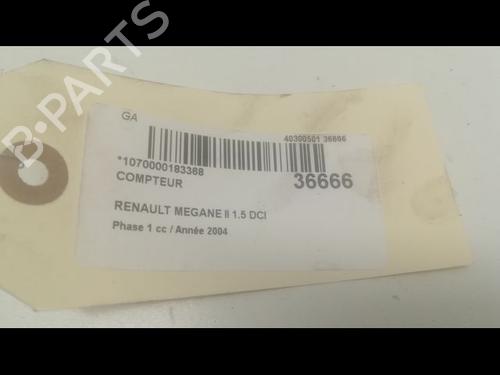 B-PARTS
GA
40300501 36666
*1070000183368
COMPTEUR
36666
RENAULT MEGANE II 1.5 DCI
Phase 1 cc / Année 2004